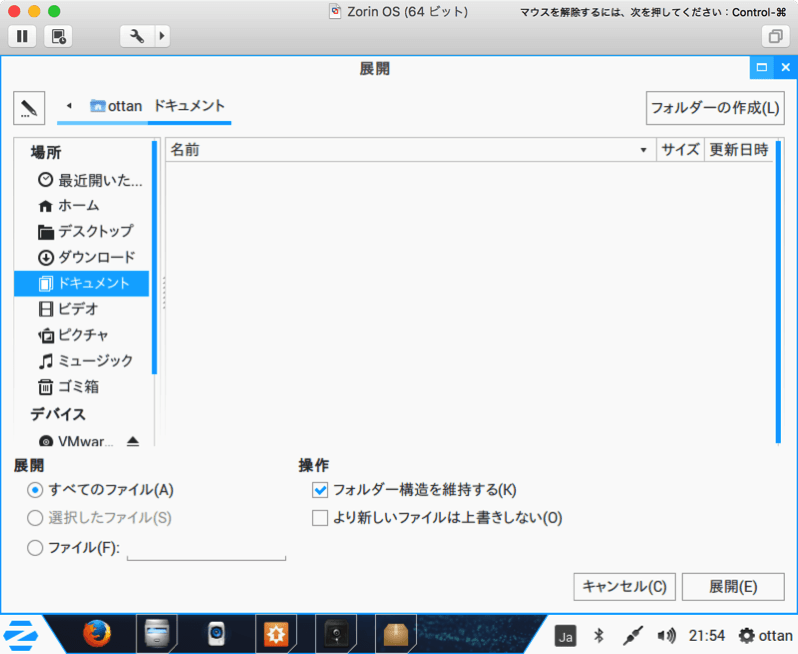 Zorin OS (64 ビット)
マウスを解除するには、次を押してください：Control-⌘
展開
ottan ドキュメント
フォルダーの作成(L)
場所
名前 サイズ 更新日時
最近開いた...
ホーム
デスクトップ
ダウンロード
ドキュメント
ビデオ
ピクチャ
ミュージック
ゴミ箱
デバイス
VMwar...
展開
すべてのファイル(A)
選択したファイル(S)
ファイル(F):
操作
フォルダー構造を維持する(K)
より新しいファイルは上書きしない(O)
キャンセル(C) 展開(E)
Ja 21:54 ottan